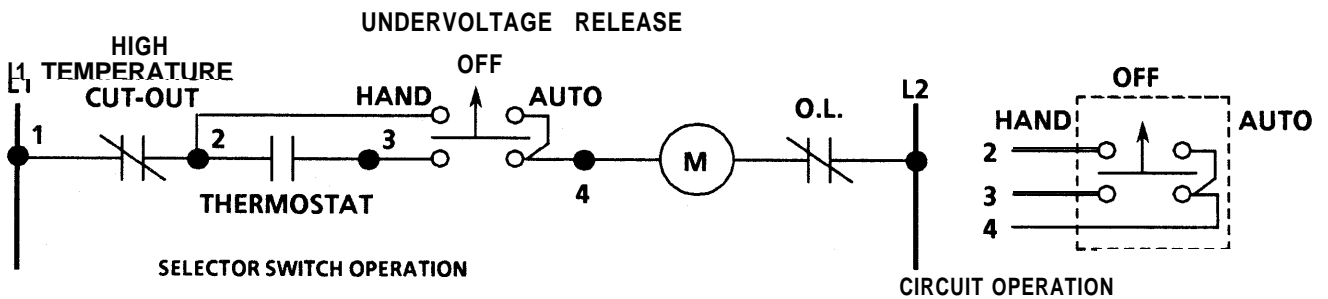 UNDERVOLTAGE RELEASE
HIGH
TEMPERATURE
CUT-OUT
L1
L1
1
2
THERMOSTAT
3
HAND
OFF
AUTO
4
M
O.L.
L2
OFF
HAND
AUTO
2
3
4
SELECTOR SWITCH OPERATION
CIRCUIT OPERATION